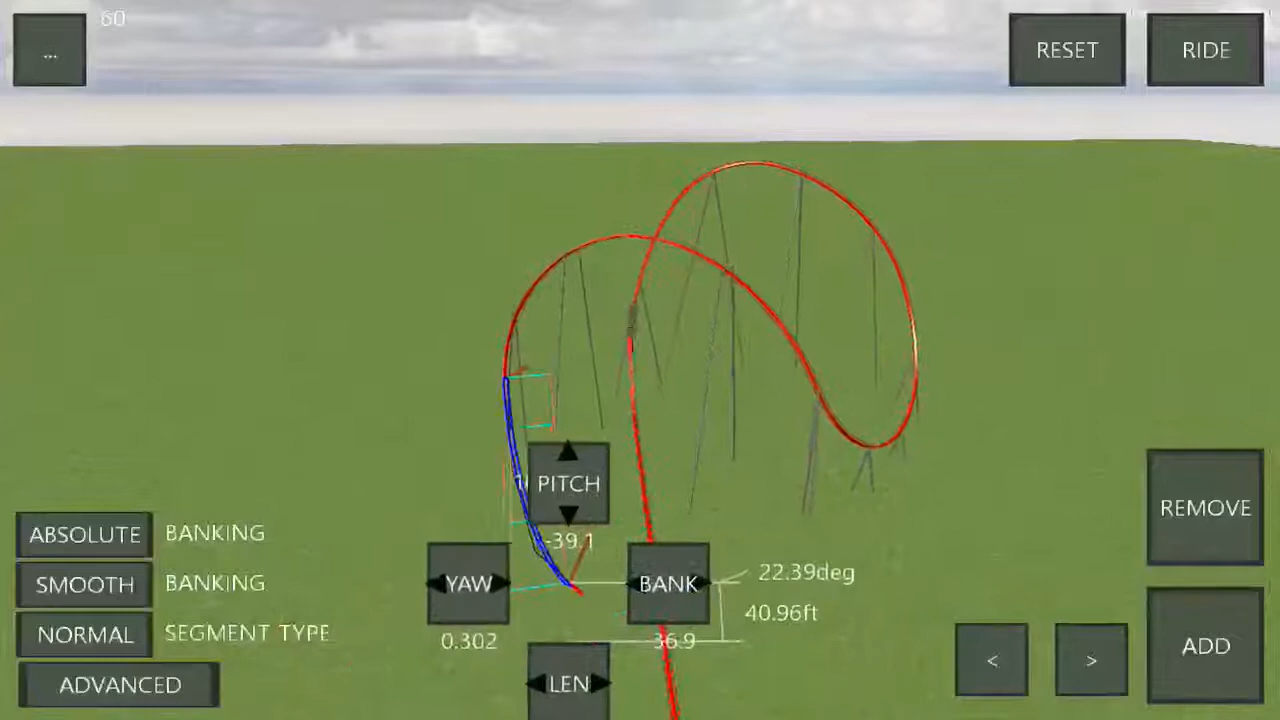 60
...
RESET
RIDE
PITCH
-39.1
ABSOLUTE BANKING
SMOOTH BANKING
NORMAL SEGMENT TYPE
ADVANCED
YAW
0.302
BANK
36.9
22.39deg
40.96ft
LEN
REMOVE
ADD
<
>